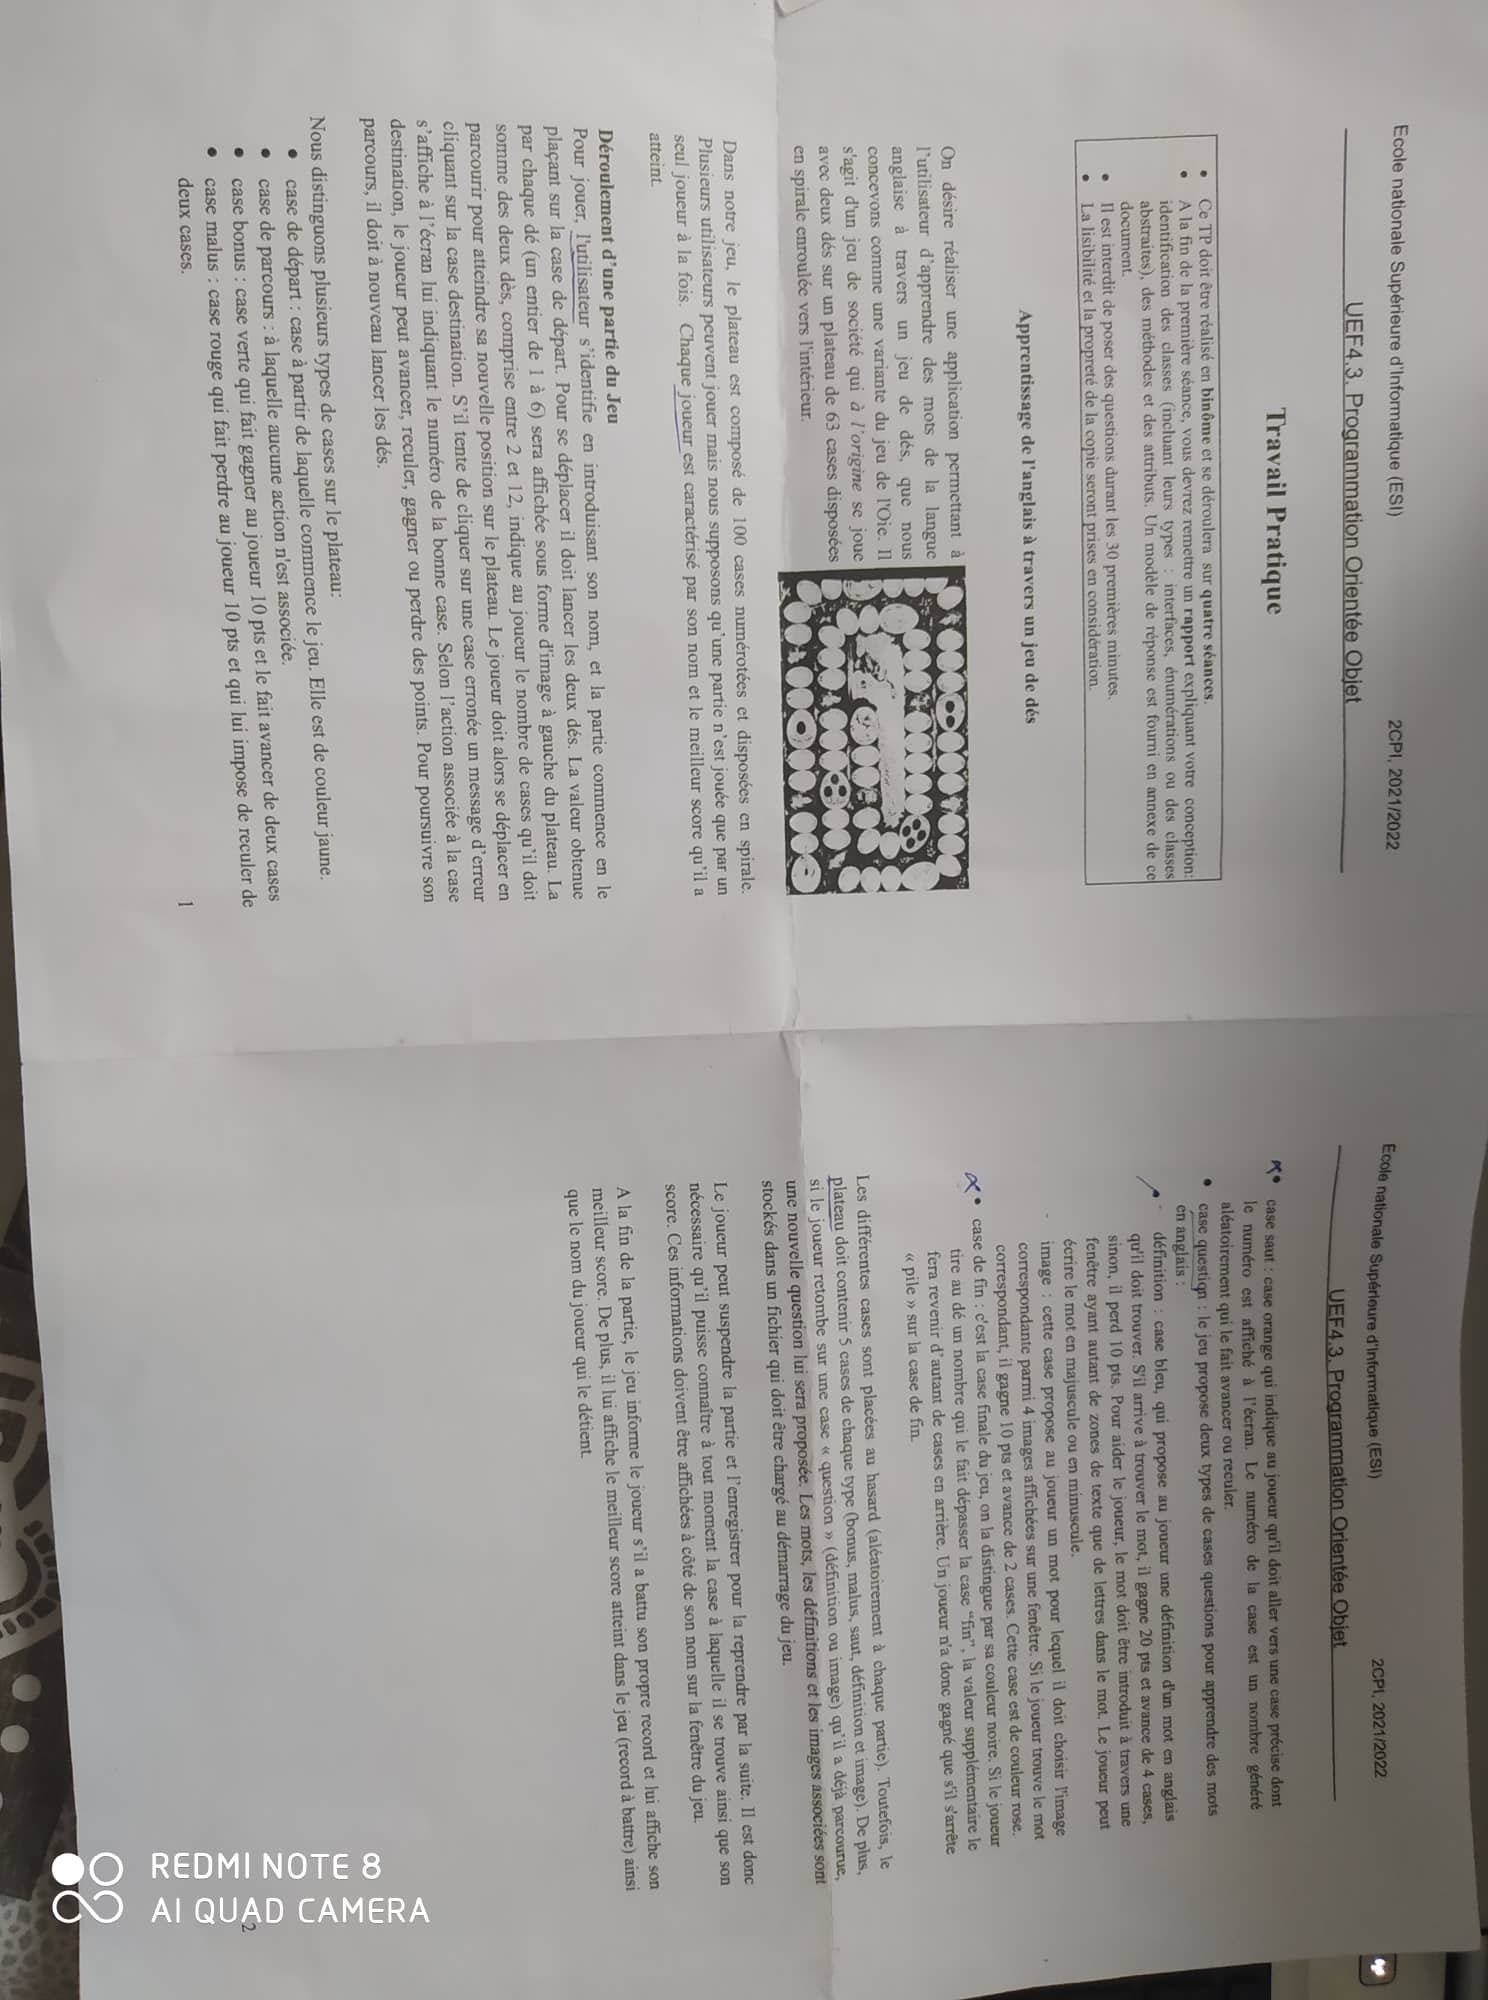 Ecole nationale Supérieure d'Informatique (ESI) 2CPI, 2021/2022
UEF4.3. Programmation Orientée Objet
Travail Pratique
• Ce TP doit être réalisé en binôme et se déroulera sur quatre séances.
• A la fin de la première séance, vous devrez remettre un rapport expliquant votre conception:
identification des classes (incluant leurs types : interfaces, énumérations ou des classes
abstraites), des méthodes et des attributs. Un modèle de réponse est fourni en annexe de ce
document.
• Il est interdit de poser des questions durant les 30 premières minutes.
• La lisibilité et la propreté de la copie seront prises en considération.
Apprentissage de l'anglais à travers un jeu de dés
On désire réaliser une application permettant à
l'utilisateur d'apprendre des mots de la langue
anglaise à travers un jeu de dés, que nous
concevons comme une variante du jeu de l'Oie. Il
s'agit d'un jeu de société qui à l'origine se joue
avec deux dés sur un plateau de 63 cases disposées
en spirale enroulée vers l'intérieur.
Dans notre jeu, le plateau est composé de 100 cases numérotées et disposées en spirale.
Plusieurs utilisateurs peuvent jouer mais nous supposons qu'une partie n'est jouée que par un
seul joueur à la fois. Chaque joueur est caractérisé par son nom et le meilleur score qu'il a
atteint.
Déroulement d'une partie du Jeu
Pour jouer, l'utilisateur s'identifie en introduisant son nom, et la partie commence en le
plaçant sur la case de départ. Pour se déplacer il doit lancer les deux dés. La valeur obtenue
par chaque dé (un entier de 1 à 6) sera affichée sous forme d'image à gauche du plateau. La
somme des deux dès, comprise entre 2 et 12, indique au joueur le nombre de cases qu'il doit
parcourir pour atteindre sa nouvelle position sur le plateau. Le joueur doit alors se déplacer en
cliquant sur la case destination. S'il tente de cliquer sur une case erronée un message d'erreur
s'affiche à l'écran lui indiquant le numéro de la bonne case. Selon l'action associée à la case
destination, le joueur peut avancer, reculer, gagner ou perdre des points. Pour poursuivre son
parcours, il doit à nouveau lancer les dés.
Nous distinguons plusieurs types de cases sur le plateau:
• case de départ : case à partir de laquelle commence le jeu. Elle est de couleur jaune.
• case de parcours : à laquelle aucune action n'est associée.
• case bonus : case verte qui fait gagner au joueur 10 pts et le fait avancer de deux cases
• case malus : case rouge qui fait perdre au joueur 10 pts et qui lui impose de reculer de
deux cases.
1
Ecole nationale Supérieure d'Informatique (ESI) 2CPI, 2021/2022
UEF4.3. Programmation Orientée Objet
• case saut : case orange qui indique au joueur qu'il doit aller vers une case précise dont
le numéro est affiché à l'écran. Le numéro de la case est un nombre généré
aléatoirement qui le fait avancer ou reculer.
• case question : le jeu propose deux types de cases questions pour apprendre des mots
en anglais :
- définition : case bleu, qui propose au joueur une définition d'un mot en anglais
qu'il doit trouver. S'il arrive à trouver le mot, il gagne 20 pts et avance de 4 cases,
sinon, il perd 10 pts. Pour aider le joueur, le mot doit être introduit à travers une
fenêtre ayant autant de zones de texte que de lettres dans le mot. Le joueur peut
écrire le mot en majuscule ou en minuscule.
- image : cette case propose au joueur un mot pour lequel il doit choisir l'image
correspondante parmi 4 images affichées sur une fenêtre. Si le joueur trouve le mot
correspondant, il gagne 10 pts et avance de 2 cases. Cette case est de couleur rose.
• case de fin : c'est la case finale du jeu, on la distingue par sa couleur noire. Si le joueur
tire au dé un nombre qui le fait dépasser la case "fin", la valeur supplémentaire le
fera revenir d'autant de cases en arrière. Un joueur n'a donc gagné que s'il s'arrête
« pile » sur la case de fin.
Les différentes cases sont placées au hasard (aléatoirement à chaque partie). Toutefois, le
plateau doit contenir 5 cases de chaque type (bonus, malus, saut, définition et image). De plus,
si le joueur retombe sur une case « question » (définition ou image) qu'il a déjà parcourue,
une nouvelle question lui sera proposée. Les mots, les définitions et les images associées sont
stockés dans un fichier qui doit être chargé au démarrage du jeu.
Le joueur peut suspendre la partie et l'enregistrer pour la reprendre par la suite. Il est donc
nécessaire qu'il puisse connaître à tout moment la case à laquelle il se trouve ainsi que son
score. Ces informations doivent être affichées à côté de son nom sur la fenêtre du jeu.
A la fin de la partie, le jeu informe le joueur s'il a battu son propre record et lui affiche son
meilleur score. De plus, il lui affiche le meilleur score atteint dans le jeu (record à battre) ainsi
que le nom du joueur qui le détient.
2
REDMI NOTE 8
AI QUAD CAMERA